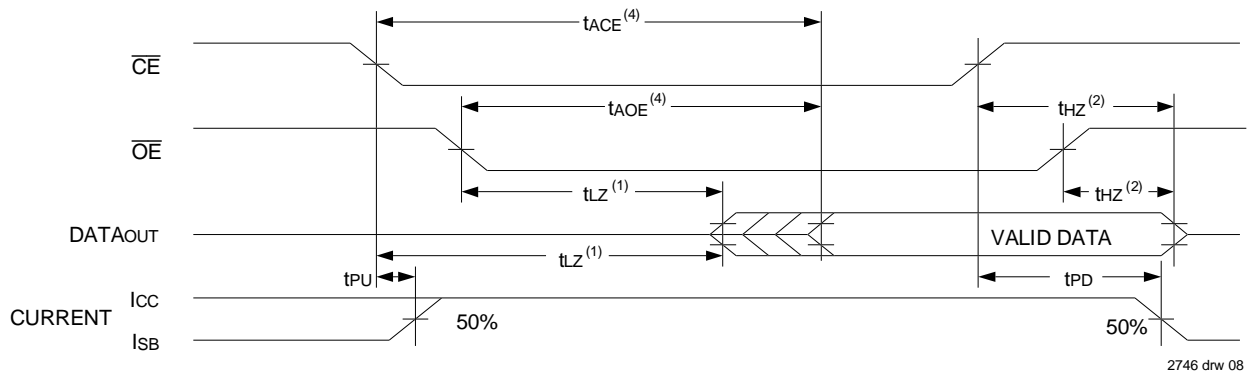 tACE(4)
CE
tAOE(4)
tHZ(2)
OE
tLZ(1)
tHZ(2)
DATAOUT
VALID DATA
tLZ(1)
tPU
tPD
ICC
CURRENT
50%
50%
ISB
2746 drw 08